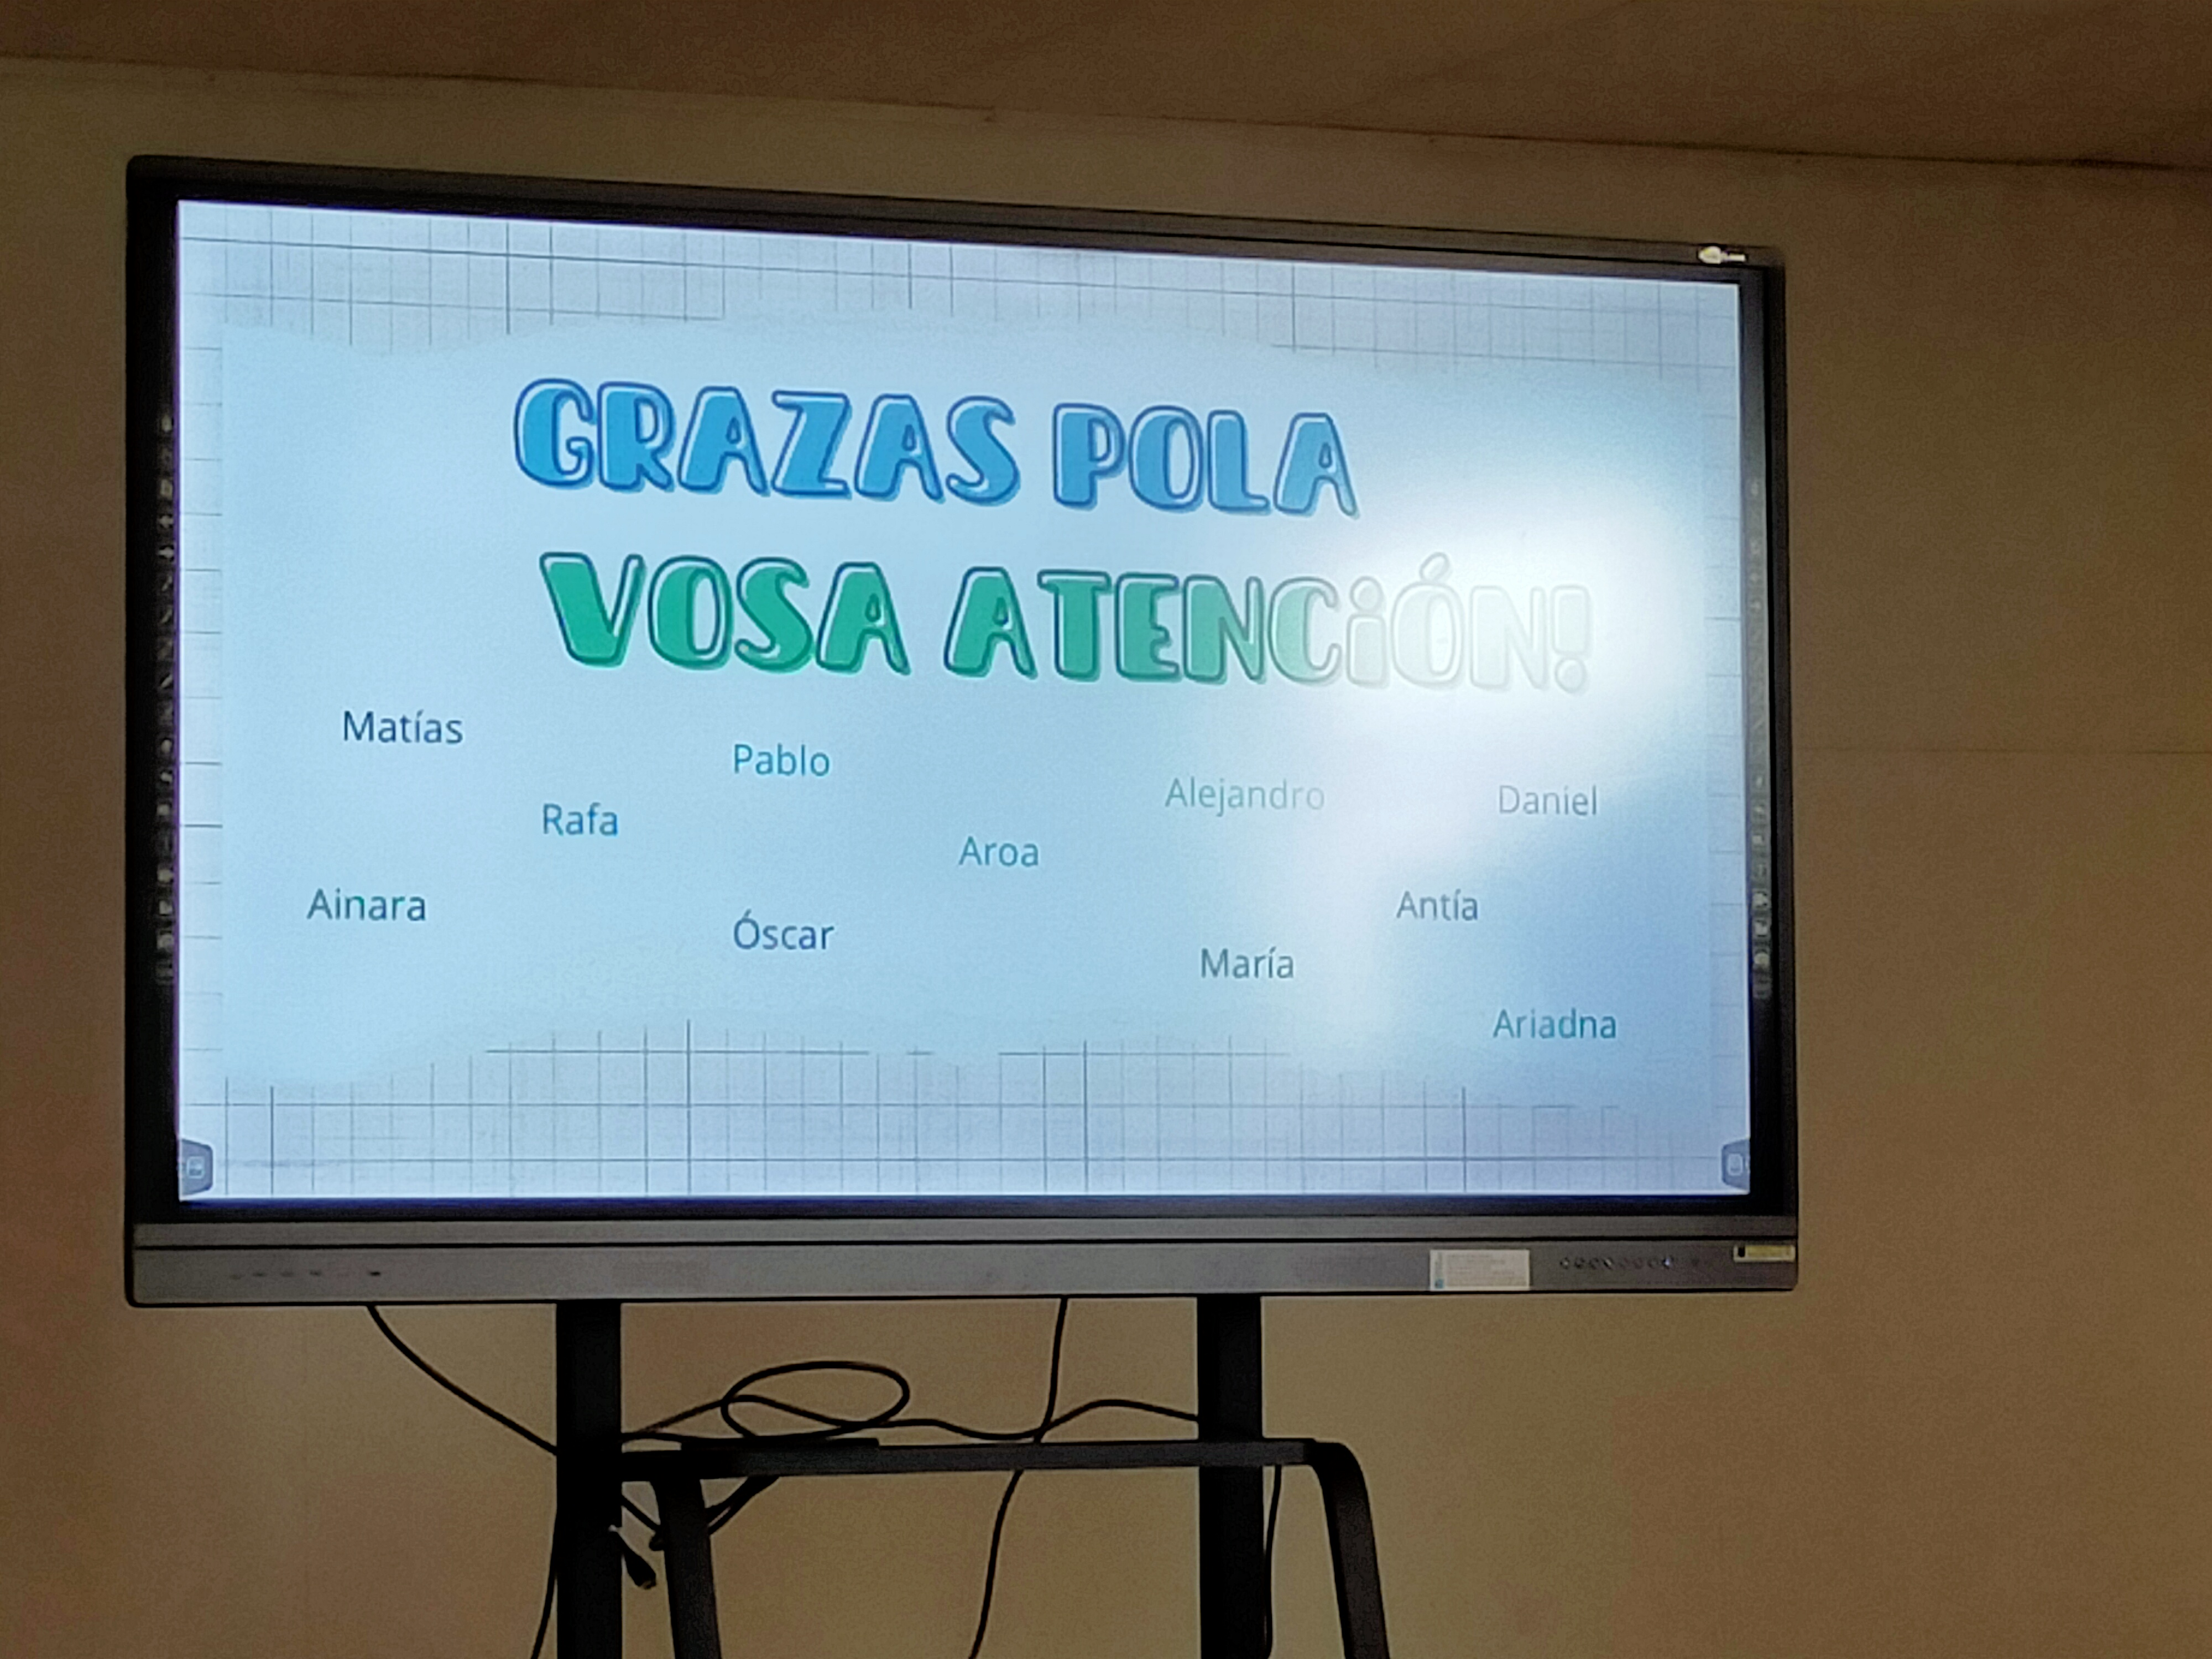 GRAZAS POLA
VOSA ATENCiÓN!
Matías
Pablo
Alejandro
Daniel
Rafa
Aroa
Ainara
Óscar
Antía
María
Ariadna